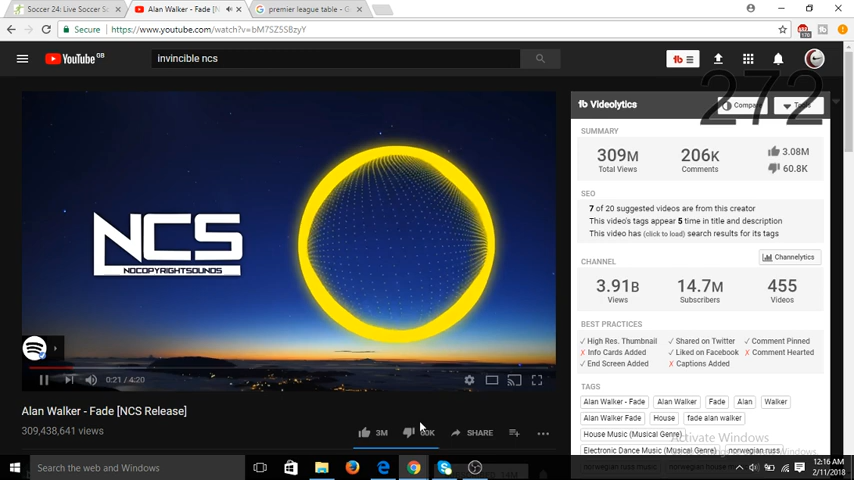 Soccer 24: Live Soccer Sc
Alan Walker - Fade [N
premier league table - G
Secure
https://www.youtube.com/watch?v=bM7SZ5SBzyY
170
YouTube GB
invincible ncs
tb
272
tb Videolytics
Compare
Tools
SUMMARY
309M
206K
3.08M
Total Views
Comments
60.8K
SEO
7 of 20 suggested videos are from this creator
This video's tags appear 5 time in title and description
This video has (click to load) search results for its tags
CHANNEL
Channelytics
3.91B
14.7M
455
Views
Subscribers
Videos
BEST PRACTICES
✓ High Res. Thumbnail
✓ Shared on Twitter
✓ Comment Pinned
✗ Info Cards Added
✓ Liked on Facebook
✗ Comment Hearted
✓ End Screen Added
✗ Captions Added
TAGS
Alan Walker - Fade
Alan Walker
Fade
Alan
Walker
Alan Walker Fade
House
fade alan walker
House Music (Musical Genre)
Electronic Dance Music (Musical Genre)
norwegian russ
norwegian russ music
NCS
NOCOPYRIGHTSOUNDS
0:21 / 4:20
Alan Walker - Fade [NCS Release]
309,438,641 views
3M
60K
SHARE
Activate Windows
Search the web and Windows
12:16 AM
2/11/2018